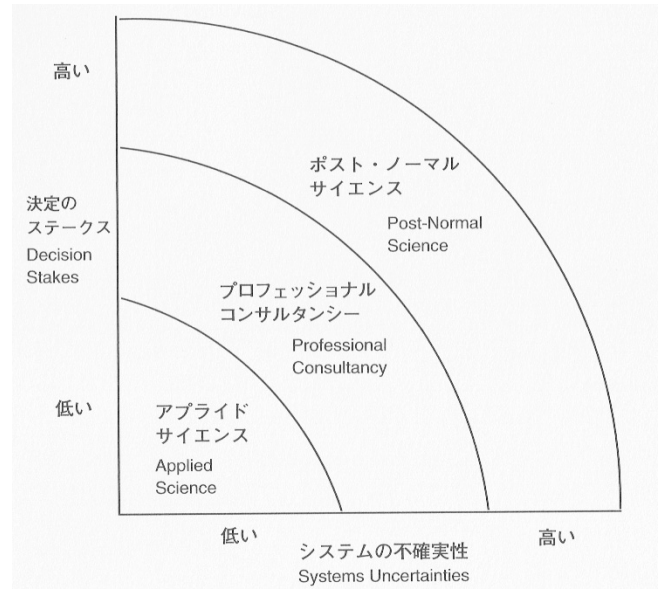 高い
ポスト・ノーマル
サイエンス
Post-Normal
Science
決定の
ステークス
Decision
Stakes
プロフェッショナル
コンサルタンシー
Professional
Consultancy
低い
アプライド
サイエンス
Applied
Science
低い
高い
システムの不確実性
Systems Uncertainties